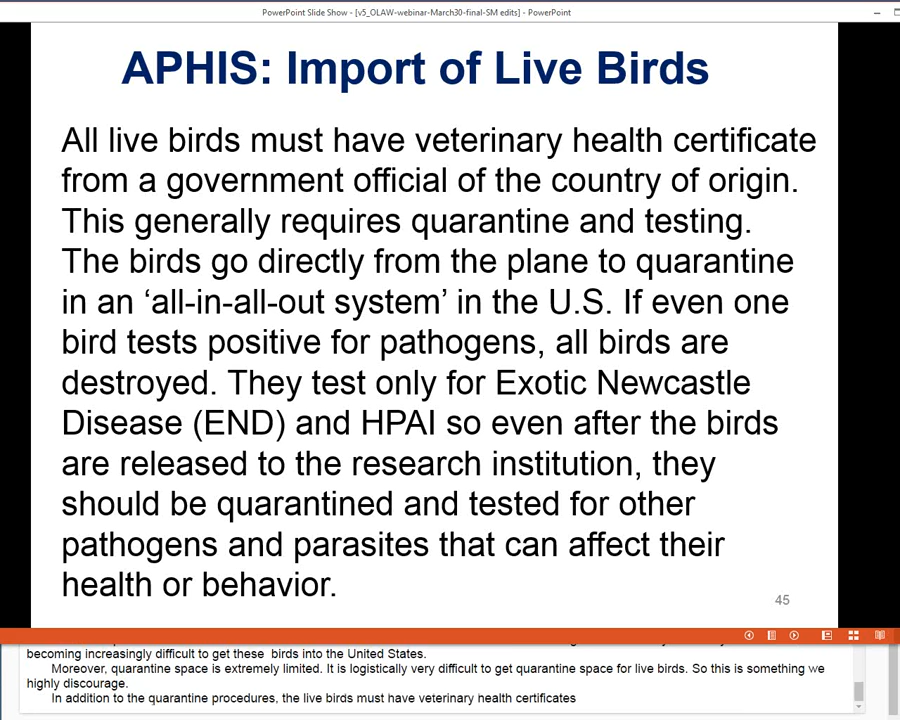 PowerPoint Slide Show - [v5_OLAW-webinar-March30-final-SM edits] - PowerPoint
APHIS: Import of Live Birds
All live birds must have veterinary health certificate
from a government official of the country of origin.
This generally requires quarantine and testing.
The birds go directly from the plane to quarantine
in an ‘all-in-all-out system’ in the U.S. If even one
bird tests positive for pathogens, all birds are
destroyed. They test only for Exotic Newcastle
Disease (END) and HPAI so even after the birds
are released to the research institution, they
should be quarantined and tested for other
pathogens and parasites that can affect their
health or behavior.
45
becoming increasingly difficult to get these birds into the United States.
Moreover, quarantine space is extremely limited. It is logistically very difficult to get quarantine space for live birds. So this is something we
highly discourage.
In addition to the quarantine procedures, the live birds must have veterinary health certificates